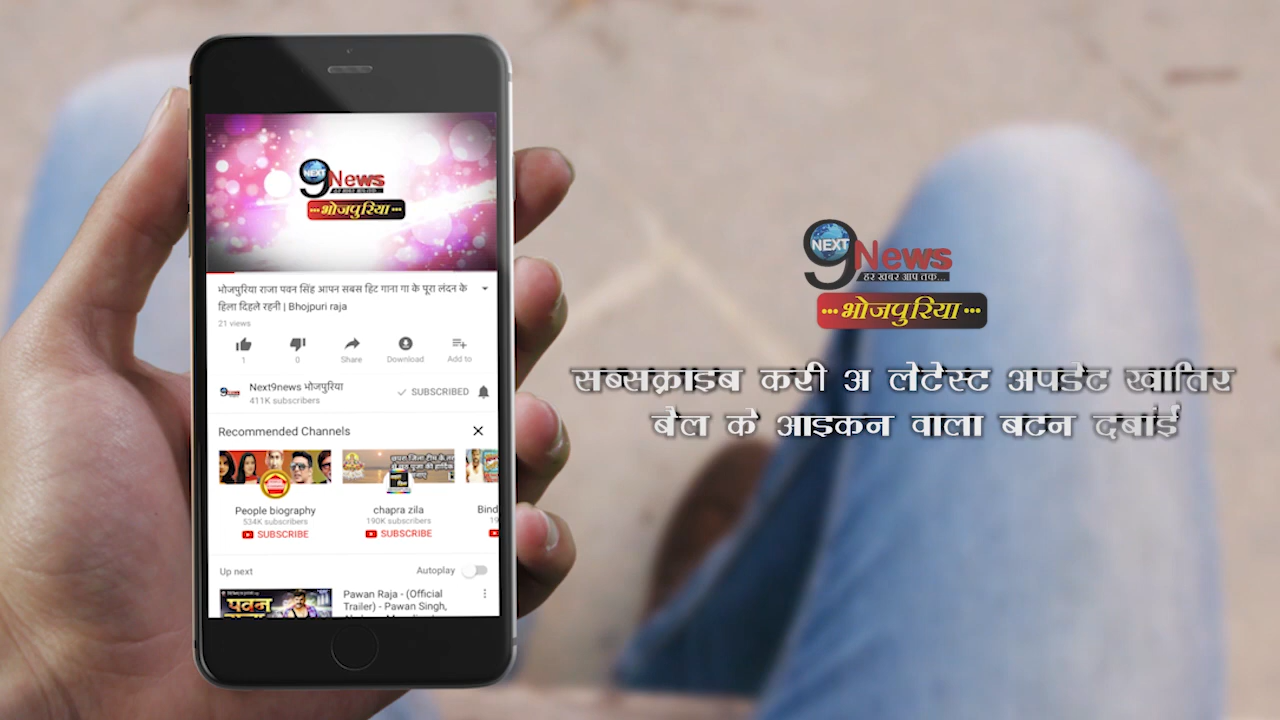 NEXT
9News
हर खबर आप तक...
...भोजपुरिया...
भोजपुरिया राजा पवन सिंह आपन सबस हिट गाना गा के पूरा लंदन के
हिला दिहले रहनी | Bhojpuri raja
21 views
1
0
Share
Download
Add to
Next9news भोजपुरिया
411K subscribers
SUBSCRIBED
Recommended Channels
People biography
534K subscribers
SUBSCRIBE
chapra zila
190K subscribers
SUBSCRIBE
Bind
19
Up next
Autoplay
पवन
Pawan Raja - (Official
Trailer) - Pawan Singh,
NEXT
9News
हर खबर आप तक...
...भोजपुरिया...
सब्सक्राइब करी अ लेटेस्ट अपडेट खातिर
बेल के आइकन वाला बटन दबाई